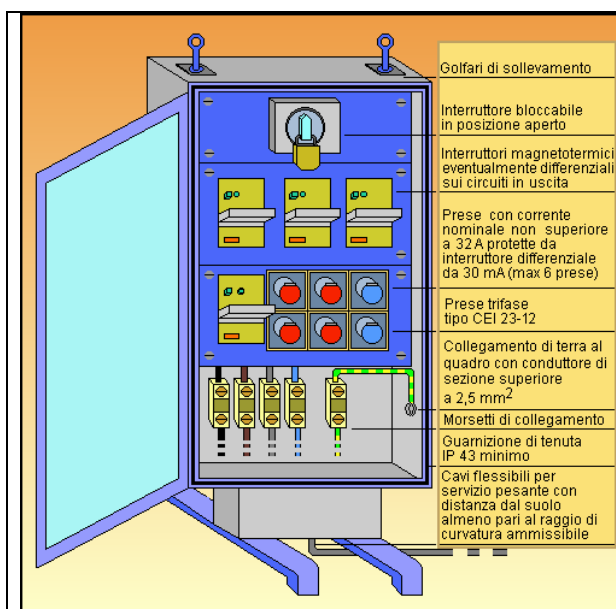 Golfari di sollevamento
Interruttore bloccabile
in posizione aperto
Interruttori magnetotermici
eventualmente differenziali
sui circuiti in uscita
Prese con corrente
nominale non superiore
a 32 A protette da
interruttore differenziale
da 30 mA (max 6 prese)
Prese trifase
tipo CEI 23-12
Collegamento di terra al
quadro con conduttore di
sezione superiore
a 2,5 mm²
Morsetti di collegamento
Guarnizione di tenuta
IP 43 minimo
Cavi flessibili per
servizio pesante con
distanza dal suolo
almeno pari al raggio di
curvatura ammissibile